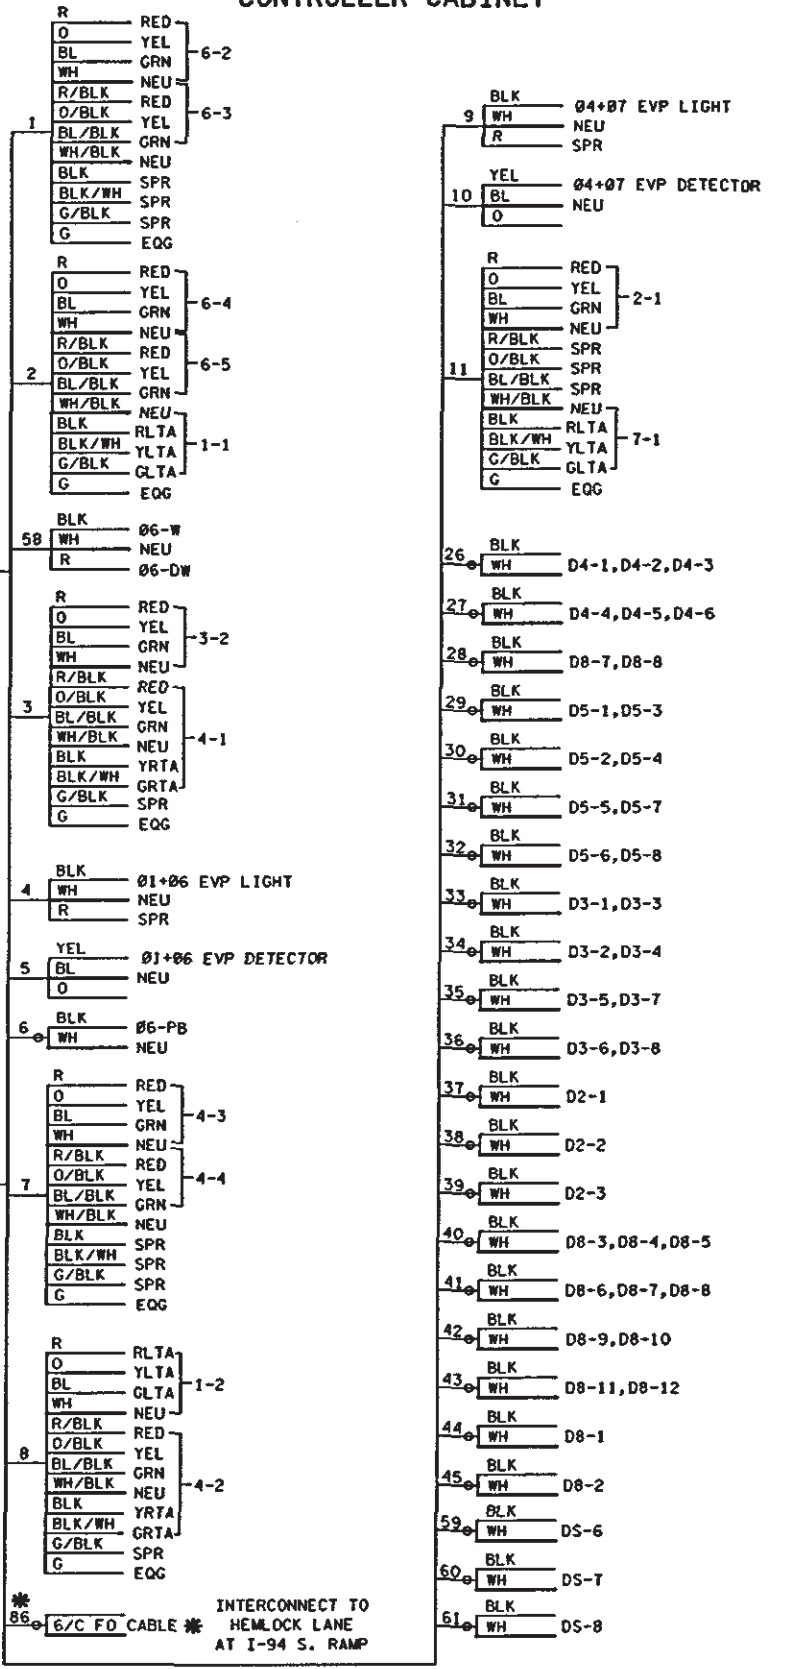 CONTROLLER CABINET
1
R RED
O YEL
BL GRN
WH NEU
6-2
R/BLK RED
O/BLK YEL
BL/BLK GRN
6-3
WH/BLK NEU
BLK SPR
BLK/WH SPR
G/BLK SPR
G EQG
2
R RED
O YEL
BL GRN
WH NEU
6-4
R/BLK RED
O/BLK YEL
BL/BLK GRN
6-5
WH/BLK NEU
BLK RLTA
BLK/WH YLTA
G/BLK GLTA
1-1
G EQG
58
BLK Ø6-W
WH NEU
R Ø6-DW
3
R RED
O YEL
BL GRN
WH NEU
3-2
R/BLK RED
O/BLK YEL
BL/BLK GRN
WH/BLK NEU
BLK YRTA
BLK/WH GRTA
4-1
G/BLK SPR
G EQG
4
BLK Ø1+Ø6 EVP LIGHT
WH NEU
R SPR
5
YEL Ø1+Ø6 EVP DETECTOR
BL NEU
O
6
BLK Ø6-PB
WH NEU
7
R RED
O YEL
BL GRN
WH NEU
4-3
R/BLK RED
O/BLK YEL
BL/BLK GRN
4-4
WH/BLK NEU
BLK SPR
BLK/WH SPR
G/BLK SPR
G EQG
8
R RLTA
O YLTA
BL GLTA
WH NEU
1-2
R/BLK RED
O/BLK YEL
BL/BLK GRN
WH/BLK NEU
BLK YRTA
BLK/WH GRTA
4-2
G/BLK SPR
G EQG
*
86 6/C FO CABLE *
INTERCONNECT TO
HEMLOCK LANE
AT I-94 S. RAMP
9
BLK Ø4+Ø7 EVP LIGHT
WH NEU
R SPR
10
YEL Ø4+Ø7 EVP DETECTOR
BL NEU
O
11
R RED
O YEL
BL GRN
WH NEU
2-1
R/BLK SPR
O/BLK SPR
BL/BLK SPR
WH/BLK NEU
BLK RLTA
BLK/WH YLTA
G/BLK GLTA
7-1
G EQG
26 BLK
WH D4-1,D4-2,D4-3
27 BLK
WH D4-4,D4-5,D4-6
28 BLK
WH D8-7,D8-8
29 BLK
WH D5-1,D5-3
30 BLK
WH D5-2,D5-4
31 BLK
WH D5-5,D5-7
32 BLK
WH D5-6,D5-8
33 BLK
WH D3-1,D3-3
34 BLK
WH D3-2,D3-4
35 BLK
WH D3-5,D3-7
36 BLK
WH D3-6,D3-8
37 BLK
WH D2-1
38 BLK
WH D2-2
39 BLK
WH D2-3
40 BLK
WH D8-3,D8-4,D8-5
41 BLK
WH D8-6,D8-7,D8-8
42 BLK
WH D8-9,D8-10
43 BLK
WH D8-11,D8-12
44 BLK
WH D8-1
45 BLK
WH D8-2
59 BLK
WH DS-6
60 BLK
WH DS-7
61 BLK
WH DS-8